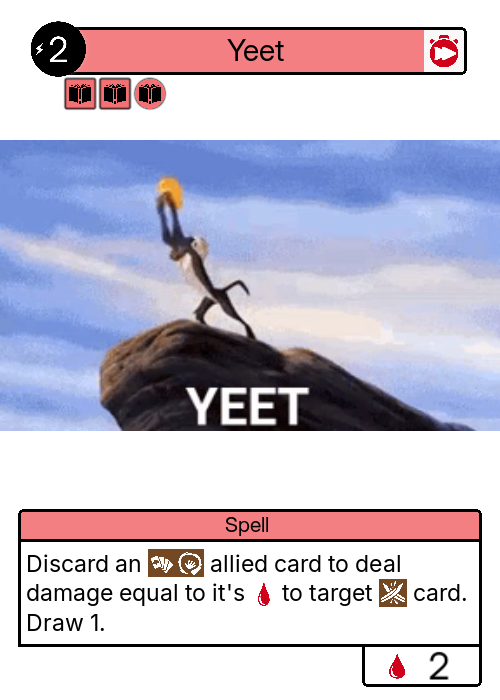 2
Yeet
YEET
Spell
Discard an allied card to deal
damage equal to it's to target card.
Draw 1.
2